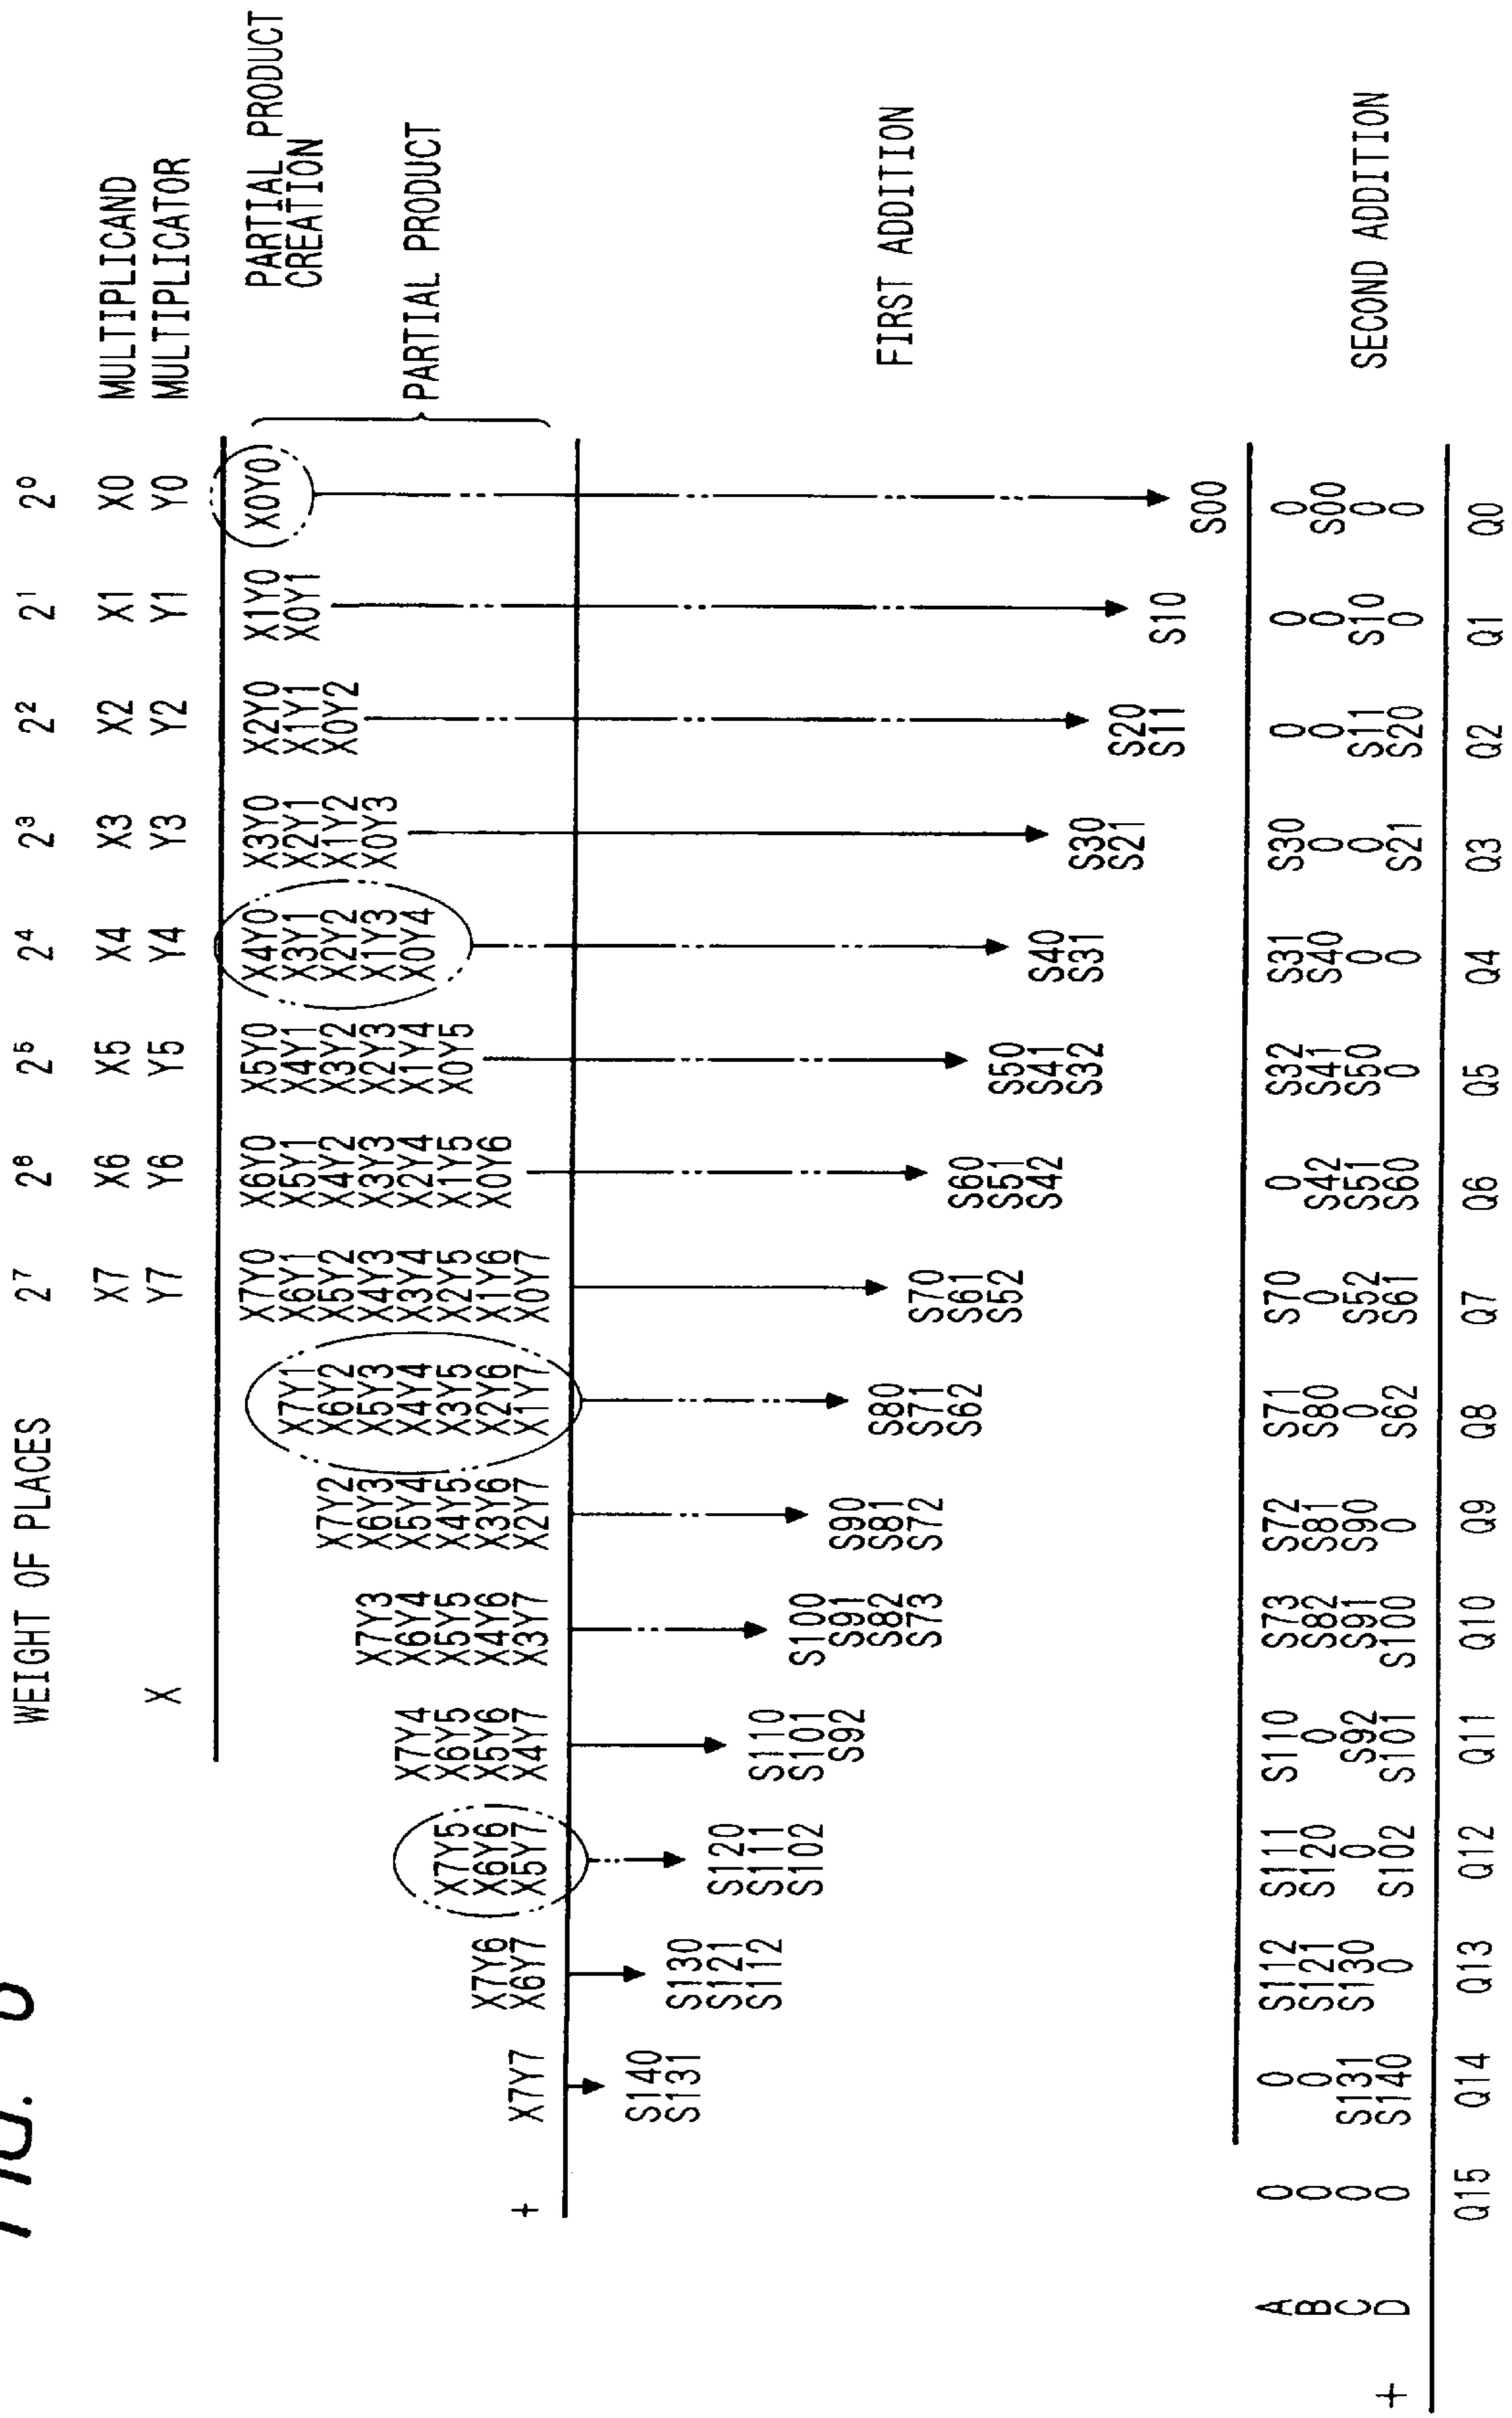 FIG. 6
WEIGHT OF PLACES 2⁷ 2⁶ 2⁵ 2⁴ 2³ 2² 2¹ 2⁰
X7 X6 X5 X4 X3 X2 X1 X0 MULTIPLICAND
X Y7 Y6 Y5 Y4 Y3 Y2 Y1 Y0 MULTIPLICATOR
X7Y0 X6Y0 X5Y0 X4Y0 X3Y0 X2Y0 X1Y0 X0Y0 PARTIAL PRODUCT
X7Y1 X6Y1 X5Y1 X4Y1 X3Y1 X2Y1 X1Y1 X0Y1 CREATION
X7Y2 X6Y2 X5Y2 X4Y2 X3Y2 X2Y2 X1Y2 X0Y2
X7Y3 X6Y3 X5Y3 X4Y3 X3Y3 X2Y3 X1Y3 X0Y3
X7Y4 X6Y4 X5Y4 X4Y4 X3Y4 X2Y4 X1Y4 X0Y4 PARTIAL PRODUCT
X7Y5 X6Y5 X5Y5 X4Y5 X3Y5 X2Y5 X1Y5 X0Y5
X7Y6 X6Y6 X5Y6 X4Y6 X3Y6 X2Y6 X1Y6 X0Y6
+ X7Y7 X6Y7 X5Y7 X4Y7 X3Y7 X2Y7 X1Y7 X0Y7
S140 S130 S120 S110 S100 S90 S80 S70 S60 S50 S40 S30 S20 S10 S00
S131 S121 S111 S101 S91 S81 S71 S61 S51 S41 S31 S21 S11
S112 S102 S92 S82 S72 S62 S52 S42 S32
S73
FIRST ADDITION
A 0 0 S112 S111 S110 S73 S72 S71 S70 0 S32 S31 S30 0 0 0
B 0 0 S121 S120 0 S82 S81 S80 0 S42 S41 S40 0 0 0 S00
C 0 S131 S130 0 S92 S91 S90 0 S52 S51 S50 0 0 S11 S10 0
+ D 0 S140 0 S102 S101 S100 0 S62 S61 S60 0 0 S21 S20 0 0
SECOND ADDITION
Q15 Q14 Q13 Q12 Q11 Q10 Q9 Q8 Q7 Q6 Q5 Q4 Q3 Q2 Q1 Q0